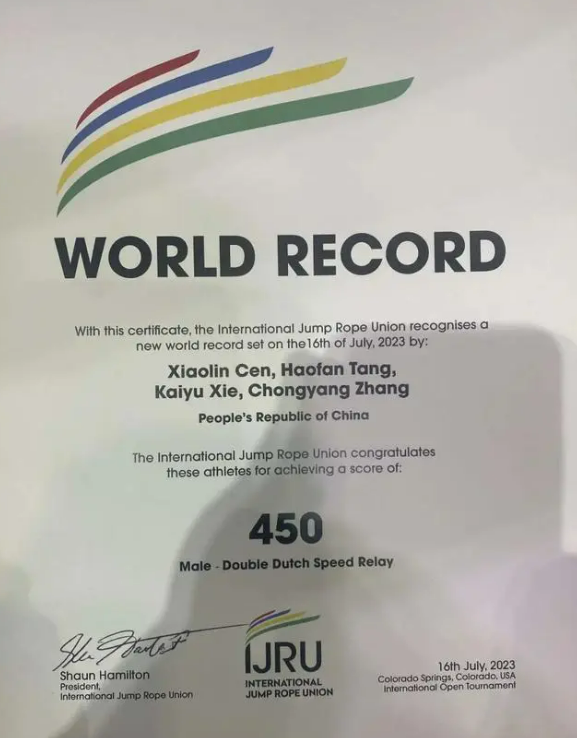 WORLD RECORD
With this certificate, the International Jump Rope Union recognises a
new world record set on the16th of July, 2023 by:
Xiaolin Cen, Haofan Tang,
Kaiyu Xie, Chongyang Zhang
People's Republic of China
The International Jump Rope Union congratulates
these athletes for achieving a score of:
450
Male - Double Dutch Speed Relay
Shaun Hamilton
President,
International Jump Rope Union
IJRU
INTERNATIONAL
JUMP ROPE UNION
16th July, 2023
Colorado Springs, Colorado, USA
International Open Tournament